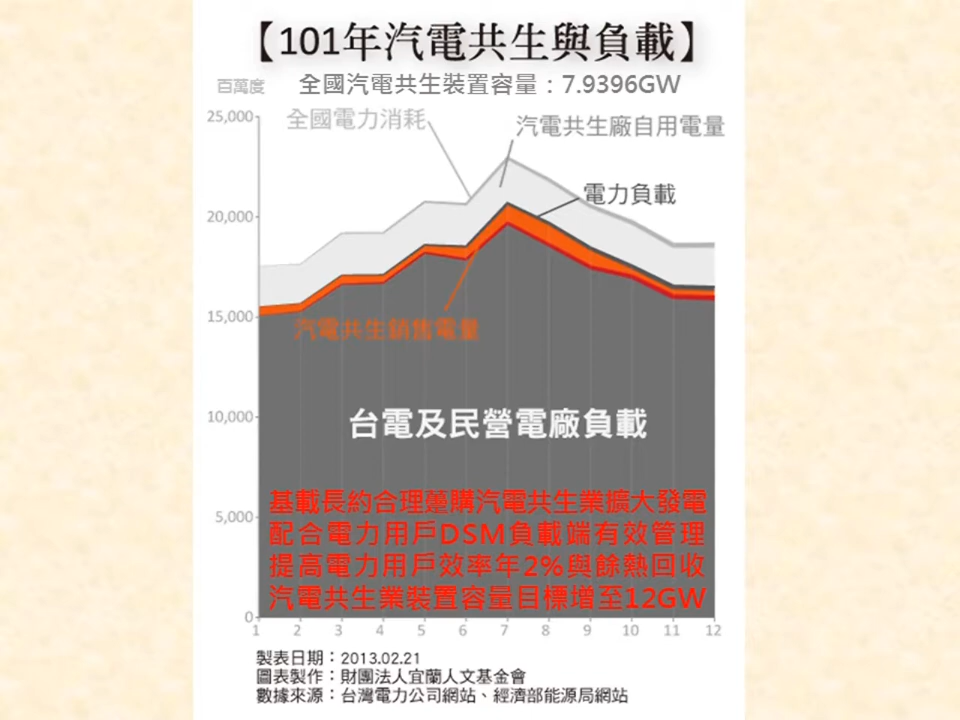 【101年汽電共生與負載】
百萬度
全國汽電共生裝置容量：7.9396GW
25,000
全國電力消耗
汽電共生廠自用電量
電力負載
20,000
15,000
汽電共生銷售電量
10,000
台電及民營電廠負載
基載長約合理躉購汽電共生業擴大發電
5,000
配合電力用戶DSM負載端有效管理
提高電力用戶效率年2%與餘熱回收
汽電共生業裝置容量目標增至12GW
0
1 2 3 4 5 6 7 8 9 10 11 12
製表日期：2013.02.21
圖表製作：財團法人宜蘭人文基金會
數據來源：台灣電力公司網站、經濟部能源局網站